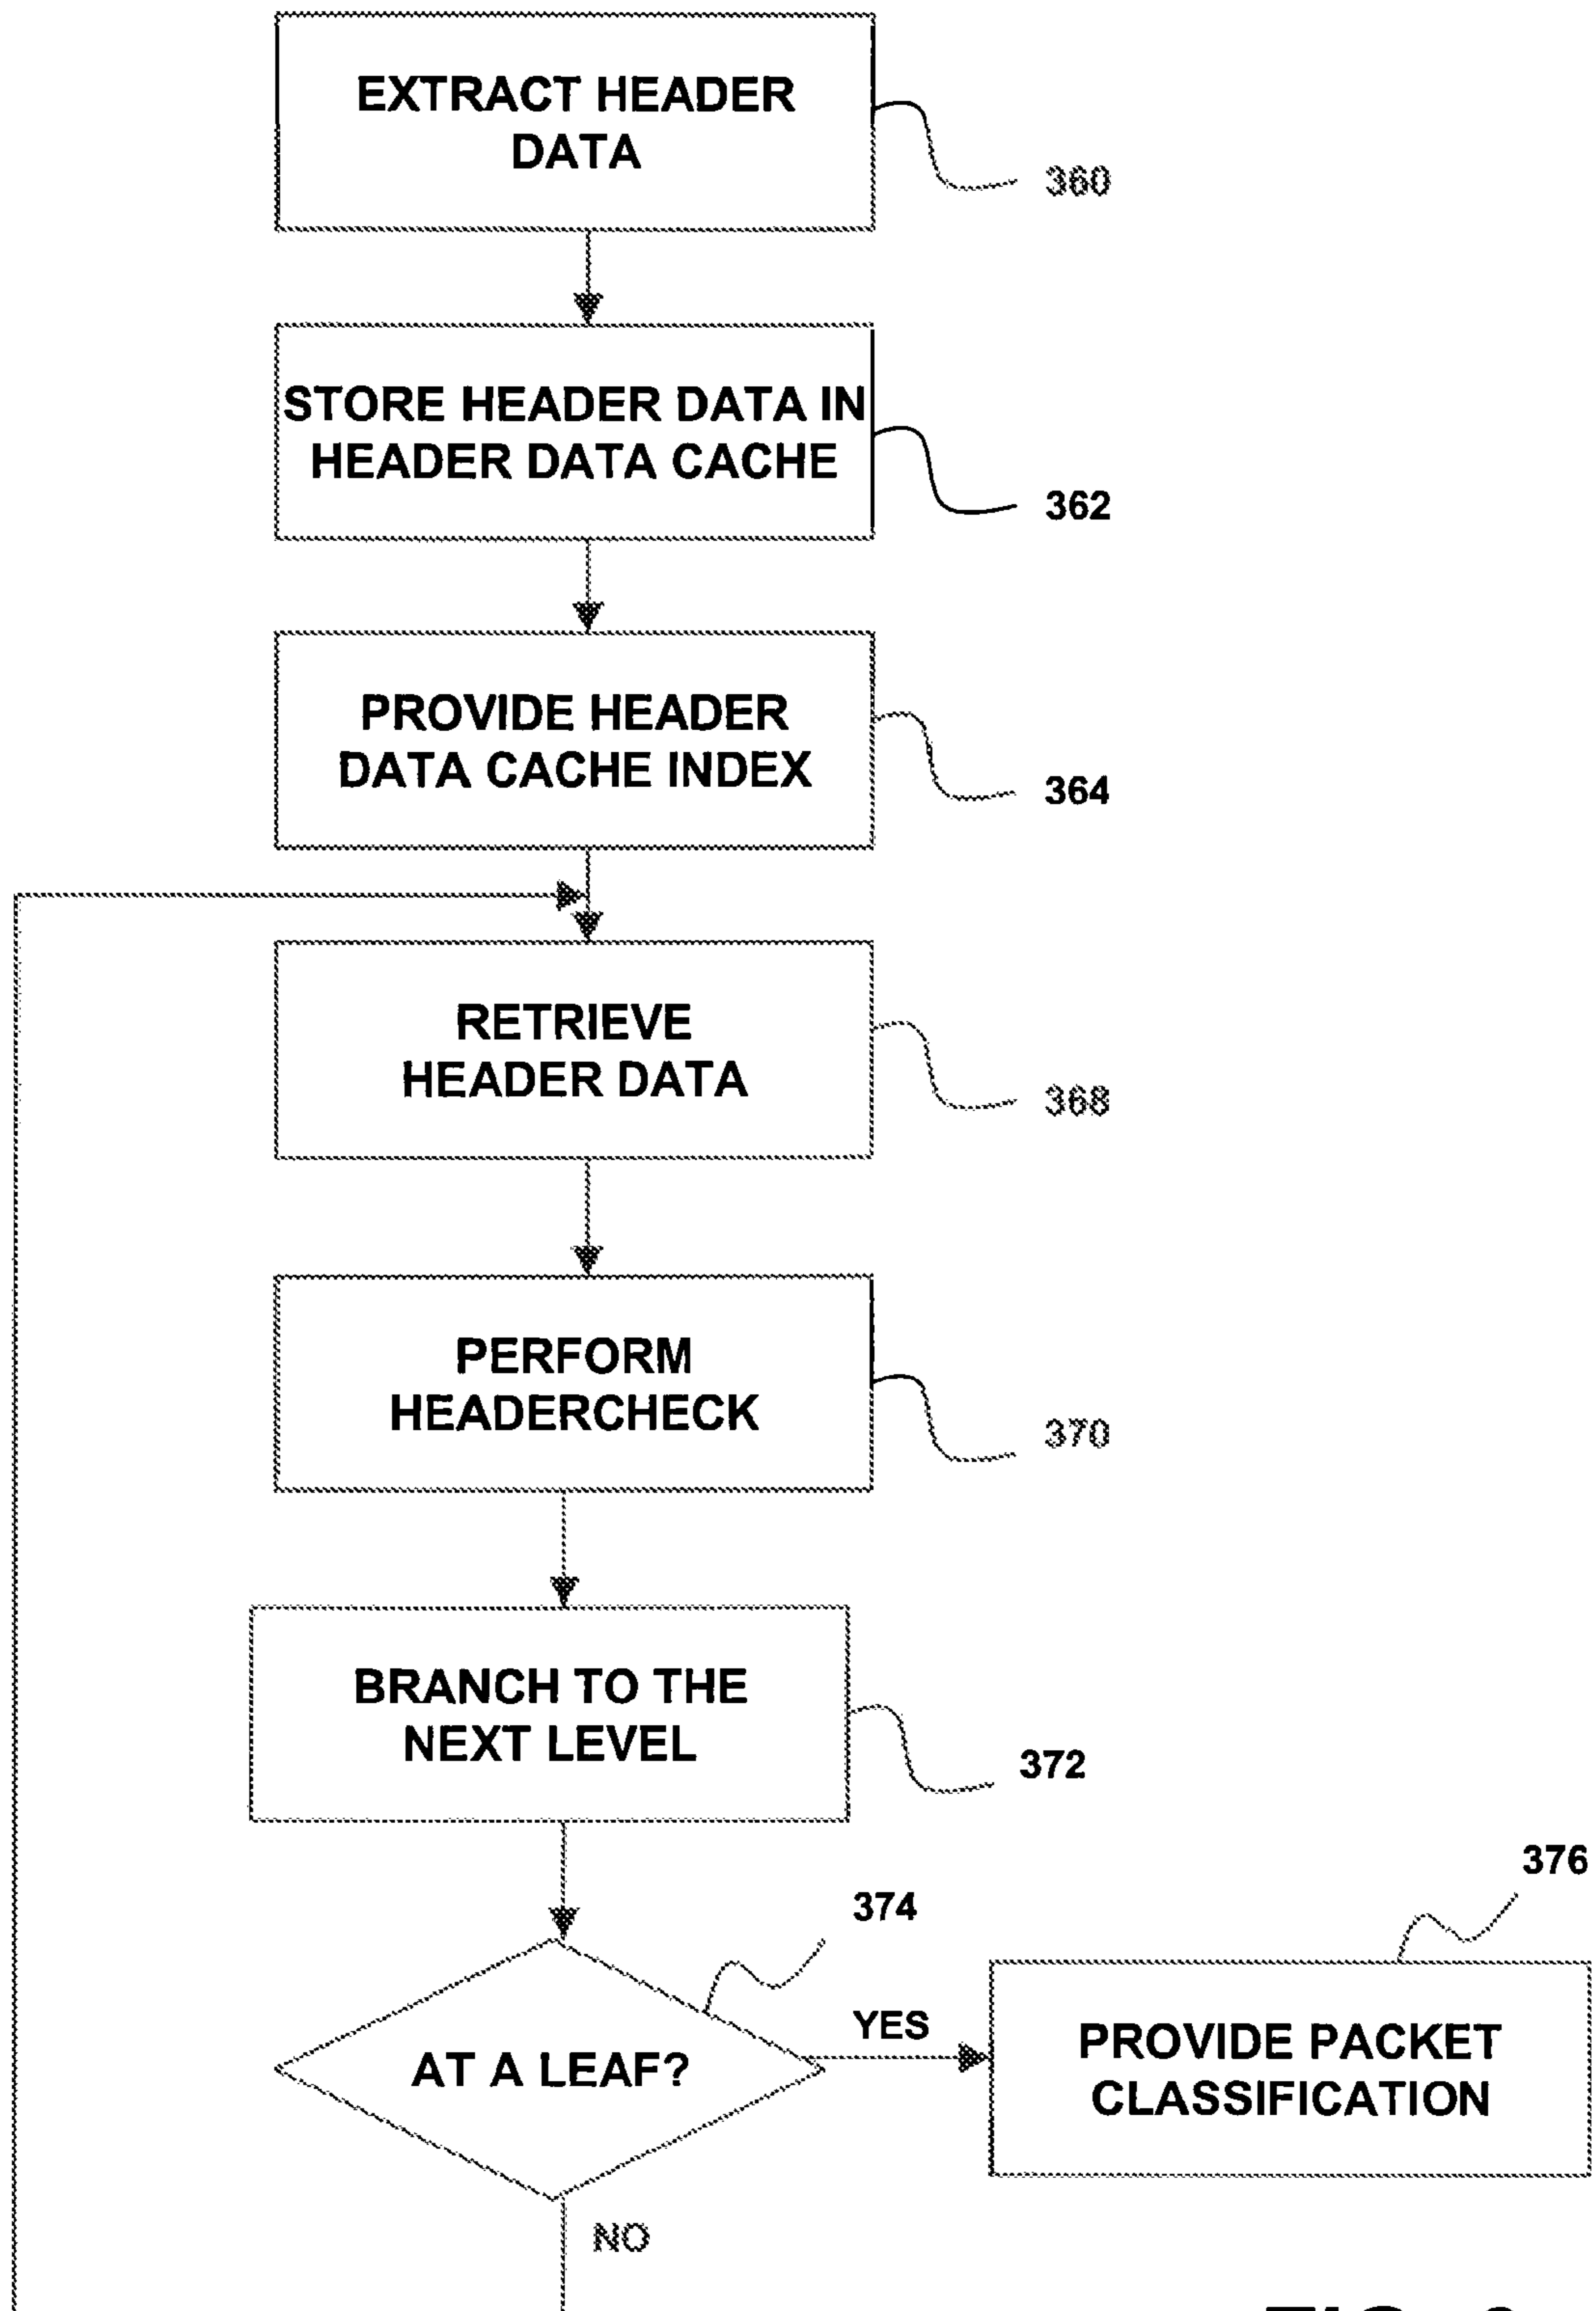 EXTRACT HEADER
DATA
360
STORE HEADER DATA IN
HEADER DATA CACHE
362
PROVIDE HEADER
DATA CACHE INDEX
364
RETRIEVE
HEADER DATA
368
PERFORM
HEADERCHECK
370
BRANCH TO THE
NEXT LEVEL
372
376
374
AT A LEAF?
YES
PROVIDE PACKET
CLASSIFICATION
NO